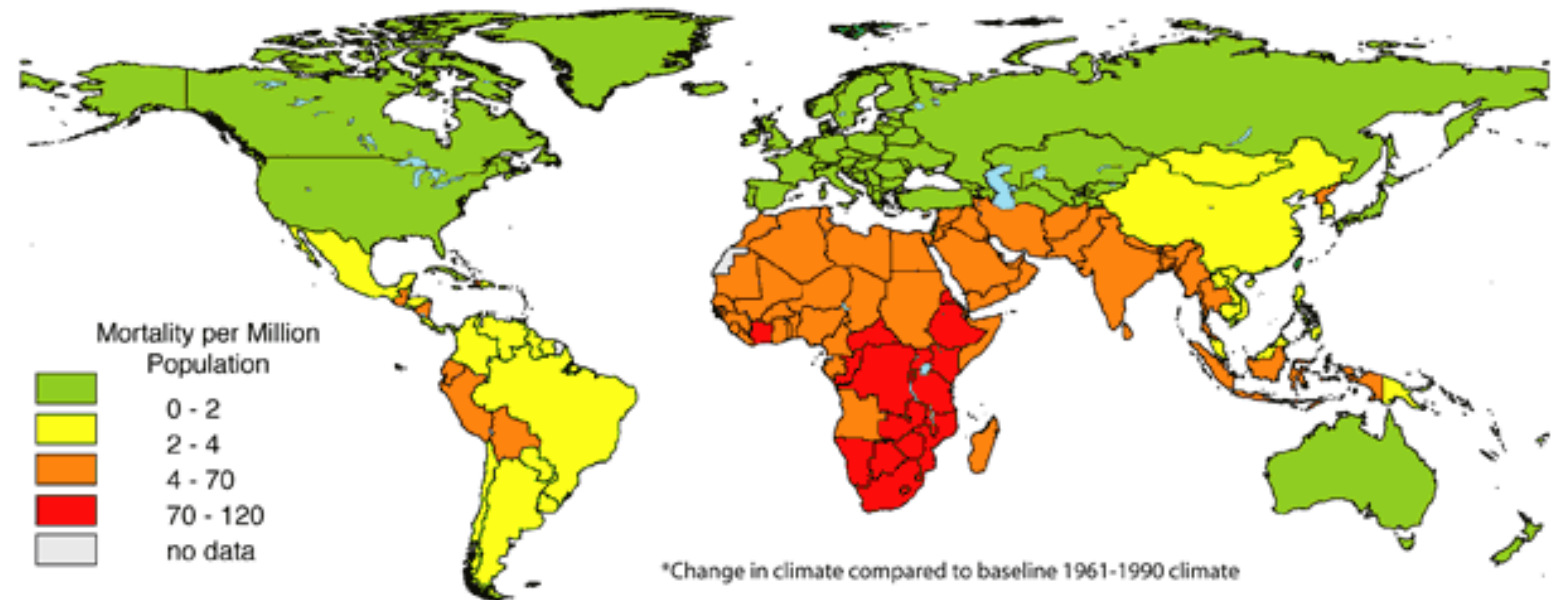 Mortality per Million
Population
0 - 2
2 - 4
4 - 70
70 - 120
no data
*Change in climate compared to baseline 1961-1990 climate